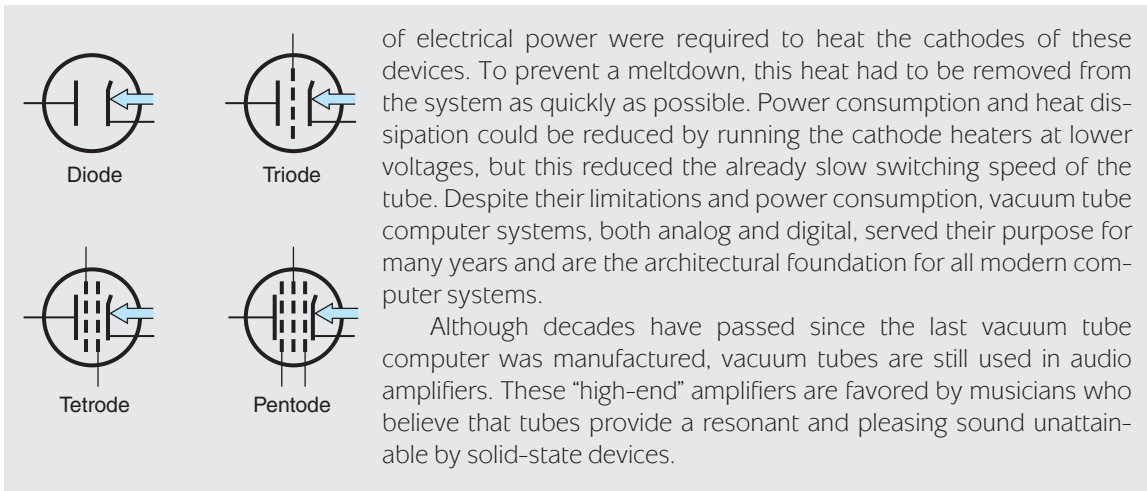 of electrical power were required to heat the cathodes of these
devices. To prevent a meltdown, this heat had to be removed from
the system as quickly as possible. Power consumption and heat dis-
sipation could be reduced by running the cathode heaters at lower
voltages, but this reduced the already slow switching speed of the
tube. Despite their limitations and power consumption, vacuum tube
computer systems, both analog and digital, served their purpose for
many years and are the architectural foundation for all modern com-
puter systems.
Although decades have passed since the last vacuum tube
computer was manufactured, vacuum tubes are still used in audio
amplifiers. These “high-end” amplifiers are favored by musicians who
believe that tubes provide a resonant and pleasing sound unattain-
able by solid-state devices.
Diode
Triode
Tetrode
Pentode